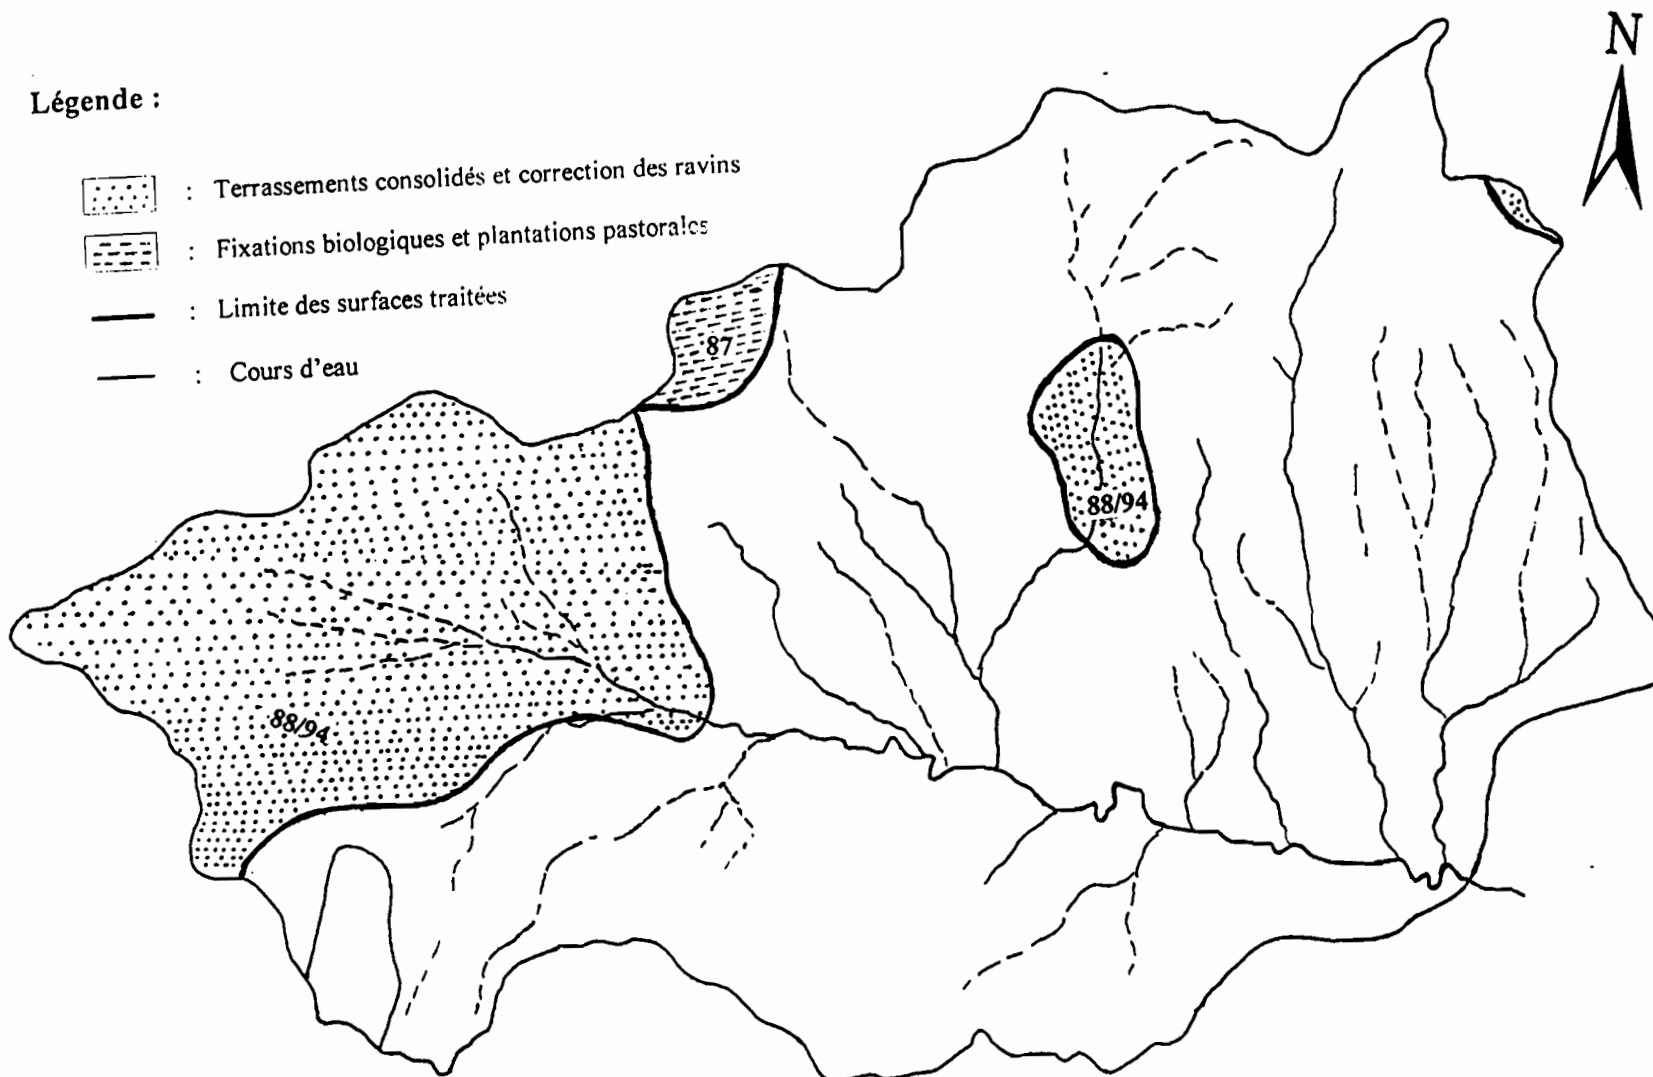 N
Légende :
: Terrassements consolidés et correction des ravins
: Fixations biologiques et plantations pastorales
: Limite des surfaces traitées
: Cours d'eau
87
88/94
88/94